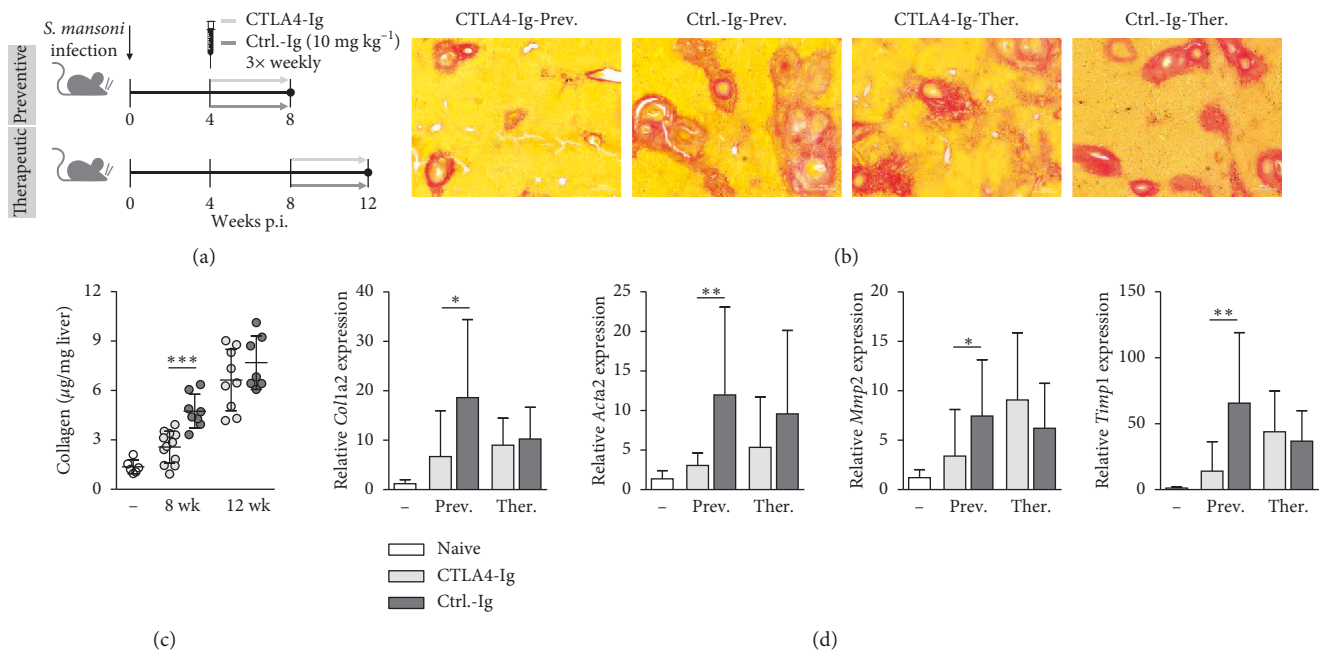 S. mansoni
infection
CTLA4-Ig
Ctrl.-Ig (10 mg kg⁻¹)
3× weekly
Preventive
0
4
8
Therapeutic
0
4
8
12
Weeks p.i.
(a)
CTLA4-Ig-Prev.
Ctrl.-Ig-Prev.
CTLA4-Ig-Ther.
Ctrl.-Ig-Ther.
(b)
Collagen (μg/mg liver)
12
9
6
3
0
***
–
8 wk
12 wk
(c)
Relative Col1a2 expression
40
30
20
10
0
*
–
Prev.
Ther.
Relative Acta2 expression
25
20
15
10
5
0
**
–
Prev.
Ther.
Relative Mmp2 expression
20
15
10
5
0
*
–
Prev.
Ther.
Relative Timp1 expression
150
100
50
0
**
–
Prev.
Ther.
Naive
CTLA4-Ig
Ctrl.-Ig
(d)